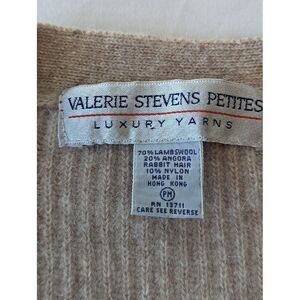 VALERIE STEVENS PETITES
LUXURY YARNS
70% LAMBSWOOL
20% ANGORA
RABBIT HAIR
10% NYLON
MADE IN
HONG KONG
PM
RN 13711
CARE SEE REVERSE